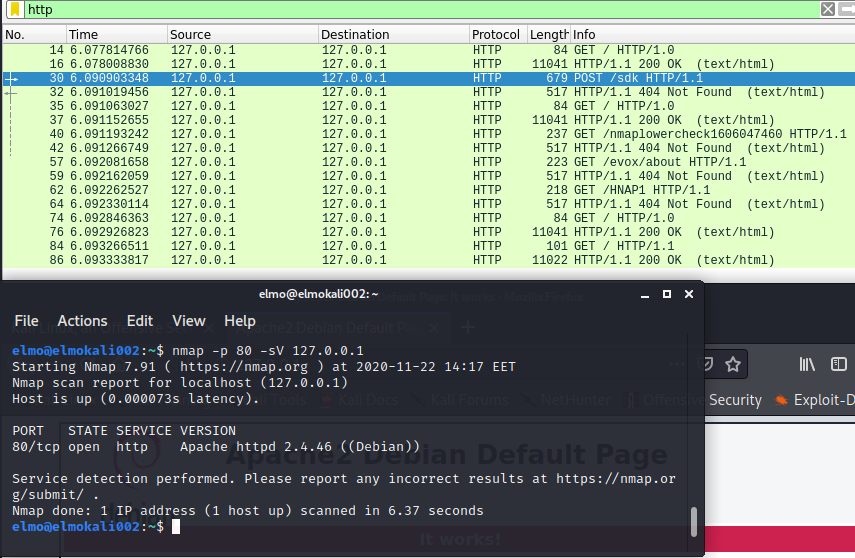 http
No. Time Source Destination Protocol Length Info
14 6.077814766 127.0.0.1 127.0.0.1 HTTP 84 GET / HTTP/1.0
16 6.078008830 127.0.0.1 127.0.0.1 HTTP 11041 HTTP/1.1 200 OK (text/html)
30 6.090903348 127.0.0.1 127.0.0.1 HTTP 679 POST /sdk HTTP/1.1
32 6.091019456 127.0.0.1 127.0.0.1 HTTP 517 HTTP/1.1 404 Not Found (text/html)
35 6.091063027 127.0.0.1 127.0.0.1 HTTP 84 GET / HTTP/1.0
37 6.091152655 127.0.0.1 127.0.0.1 HTTP 11041 HTTP/1.1 200 OK (text/html)
40 6.091193242 127.0.0.1 127.0.0.1 HTTP 237 GET /nmaplowercheck1606047460 HTTP/1.1
42 6.091266749 127.0.0.1 127.0.0.1 HTTP 517 HTTP/1.1 404 Not Found (text/html)
57 6.092081658 127.0.0.1 127.0.0.1 HTTP 223 GET /evox/about HTTP/1.1
59 6.092162059 127.0.0.1 127.0.0.1 HTTP 517 HTTP/1.1 404 Not Found (text/html)
62 6.092262527 127.0.0.1 127.0.0.1 HTTP 218 GET /HNAP1 HTTP/1.1
64 6.092330114 127.0.0.1 127.0.0.1 HTTP 517 HTTP/1.1 404 Not Found (text/html)
74 6.092846363 127.0.0.1 127.0.0.1 HTTP 84 GET / HTTP/1.0
76 6.092926823 127.0.0.1 127.0.0.1 HTTP 11041 HTTP/1.1 200 OK (text/html)
84 6.093266511 127.0.0.1 127.0.0.1 HTTP 101 GET / HTTP/1.1
86 6.093333817 127.0.0.1 127.0.0.1 HTTP 11022 HTTP/1.1 200 OK (text/html)
elmo@elmokali002:~
File Actions Edit View Help
elmo@elmokali002:~$ nmap -p 80 -sV 127.0.0.1
Starting Nmap 7.91 ( https://nmap.org ) at 2020-11-22 14:17 EET
Nmap scan report for localhost (127.0.0.1)
Host is up (0.000073s latency).
PORT STATE SERVICE VERSION
80/tcp open http Apache httpd 2.4.46 ((Debian))
Service detection performed. Please report any incorrect results at https://nmap.or
g/submit/ .
Nmap done: 1 IP address (1 host up) scanned in 6.37 seconds
elmo@elmokali002:~$
Kali Docs Kali Forums NetHunter Offensive Security Exploit-D
Apache2 Debian Default Page
It works!